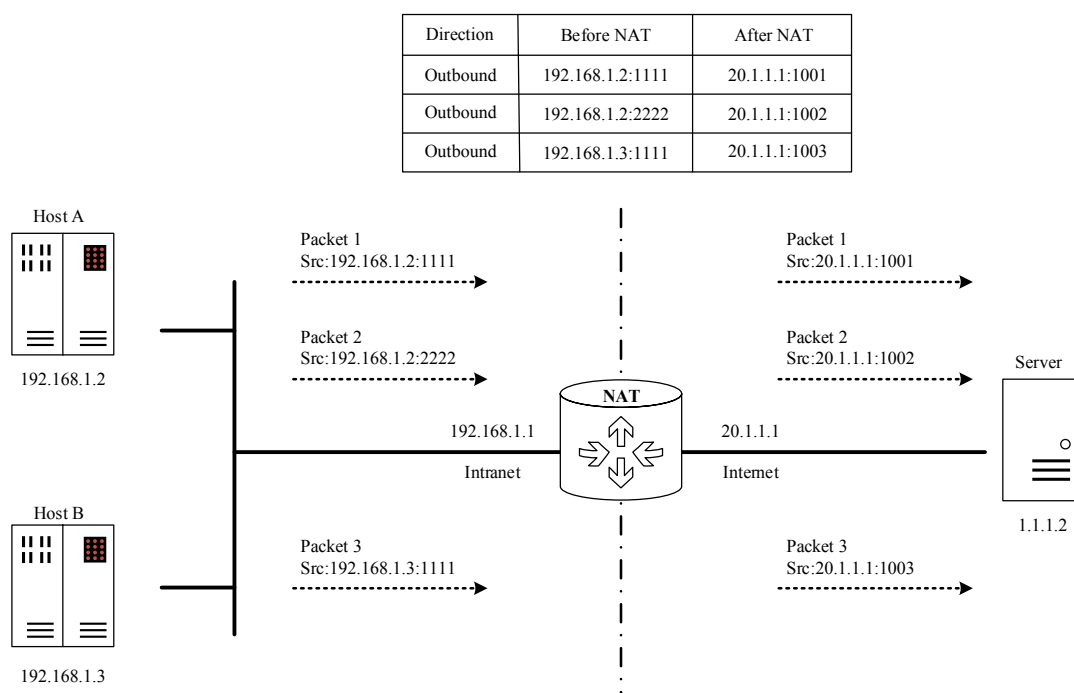 Direction Before NAT After NAT
Outbound 192.168.1.2:1111 20.1.1.1:1001
Outbound 192.168.1.2:2222 20.1.1.1:1002
Outbound 192.168.1.3:1111 20.1.1.1:1003
Host A
192.168.1.2
Packet 1
Src:192.168.1.2:1111
Packet 1
Src:20.1.1.1:1001
Packet 2
Src:192.168.1.2:2222
Packet 2
Src:20.1.1.1:1002
Server
1.1.1.2
NAT
192.168.1.1
Intranet
20.1.1.1
Internet
Host B
192.168.1.3
Packet 3
Src:192.168.1.3:1111
Packet 3
Src:20.1.1.1:1003